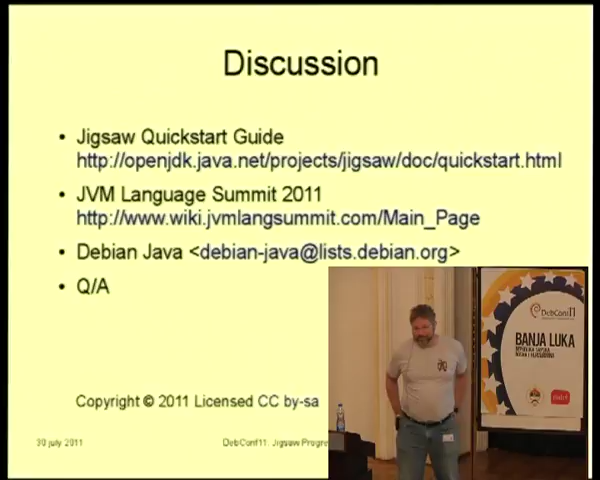 Discussion
• Jigsaw Quickstart Guide
http://openjdk.java.net/projects/jigsaw/doc/quickstart.html
• JVM Language Summit 2011
http://www.wiki.jvmlangsummit.com/Main_Page
• Debian Java <debian-java@lists.debian.org>
• Q/A
DebConf11
BANJA LUKA
Copyright © 2011 Licensed CC by-sa
30 july 2011
DebConf11: Jigsaw Progre